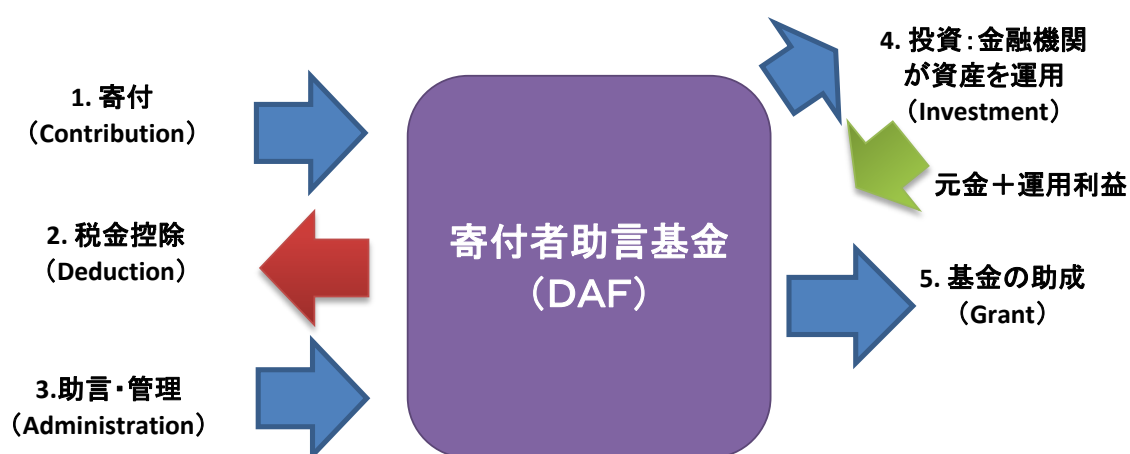 1. 寄付
（Contribution）
2. 税金控除
（Deduction）
3.助言・管理
（Administration）
寄付者助言基金
（DAF）
4. 投資：金融機関
が資産を運用
（Investment）
元金＋運用利益
5. 基金の助成
（Grant）